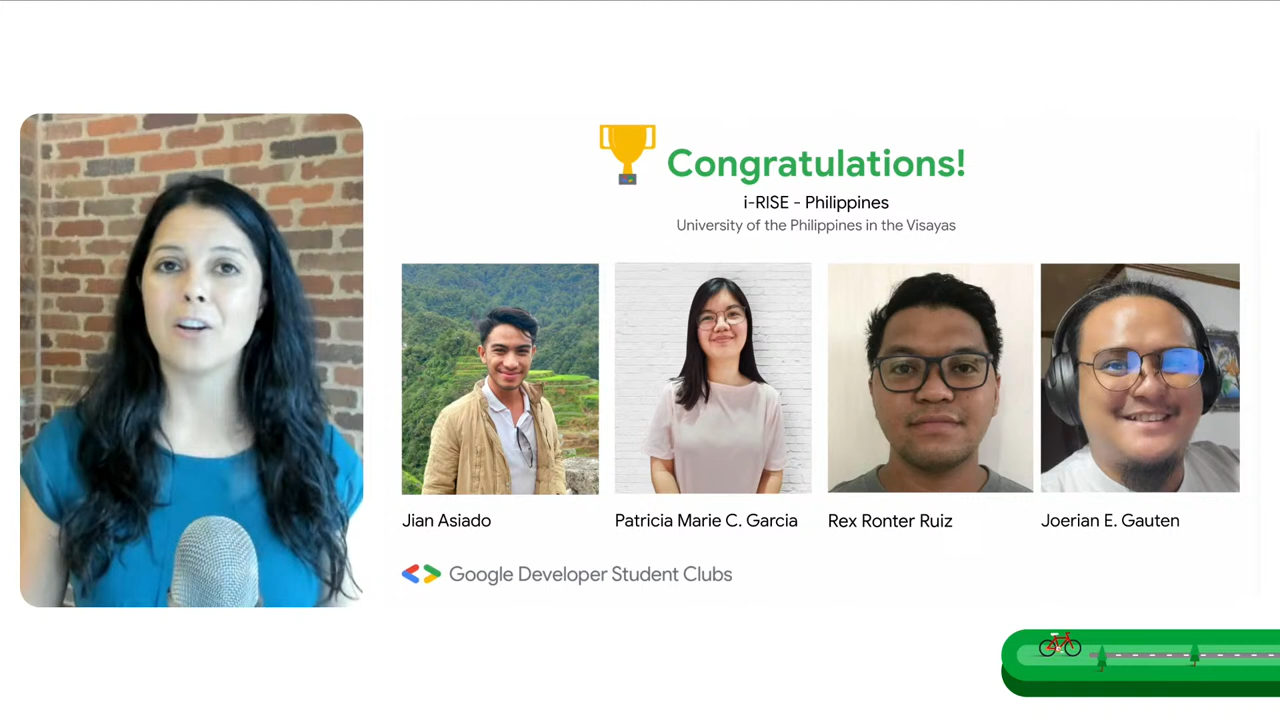 Congratulations!
i-RISE - Philippines
University of the Philippines in the Visayas
Jian Asiado
Patricia Marie C. Garcia
Rex Ronter Ruiz
Joerian E. Gauten
Google Developer Student Clubs